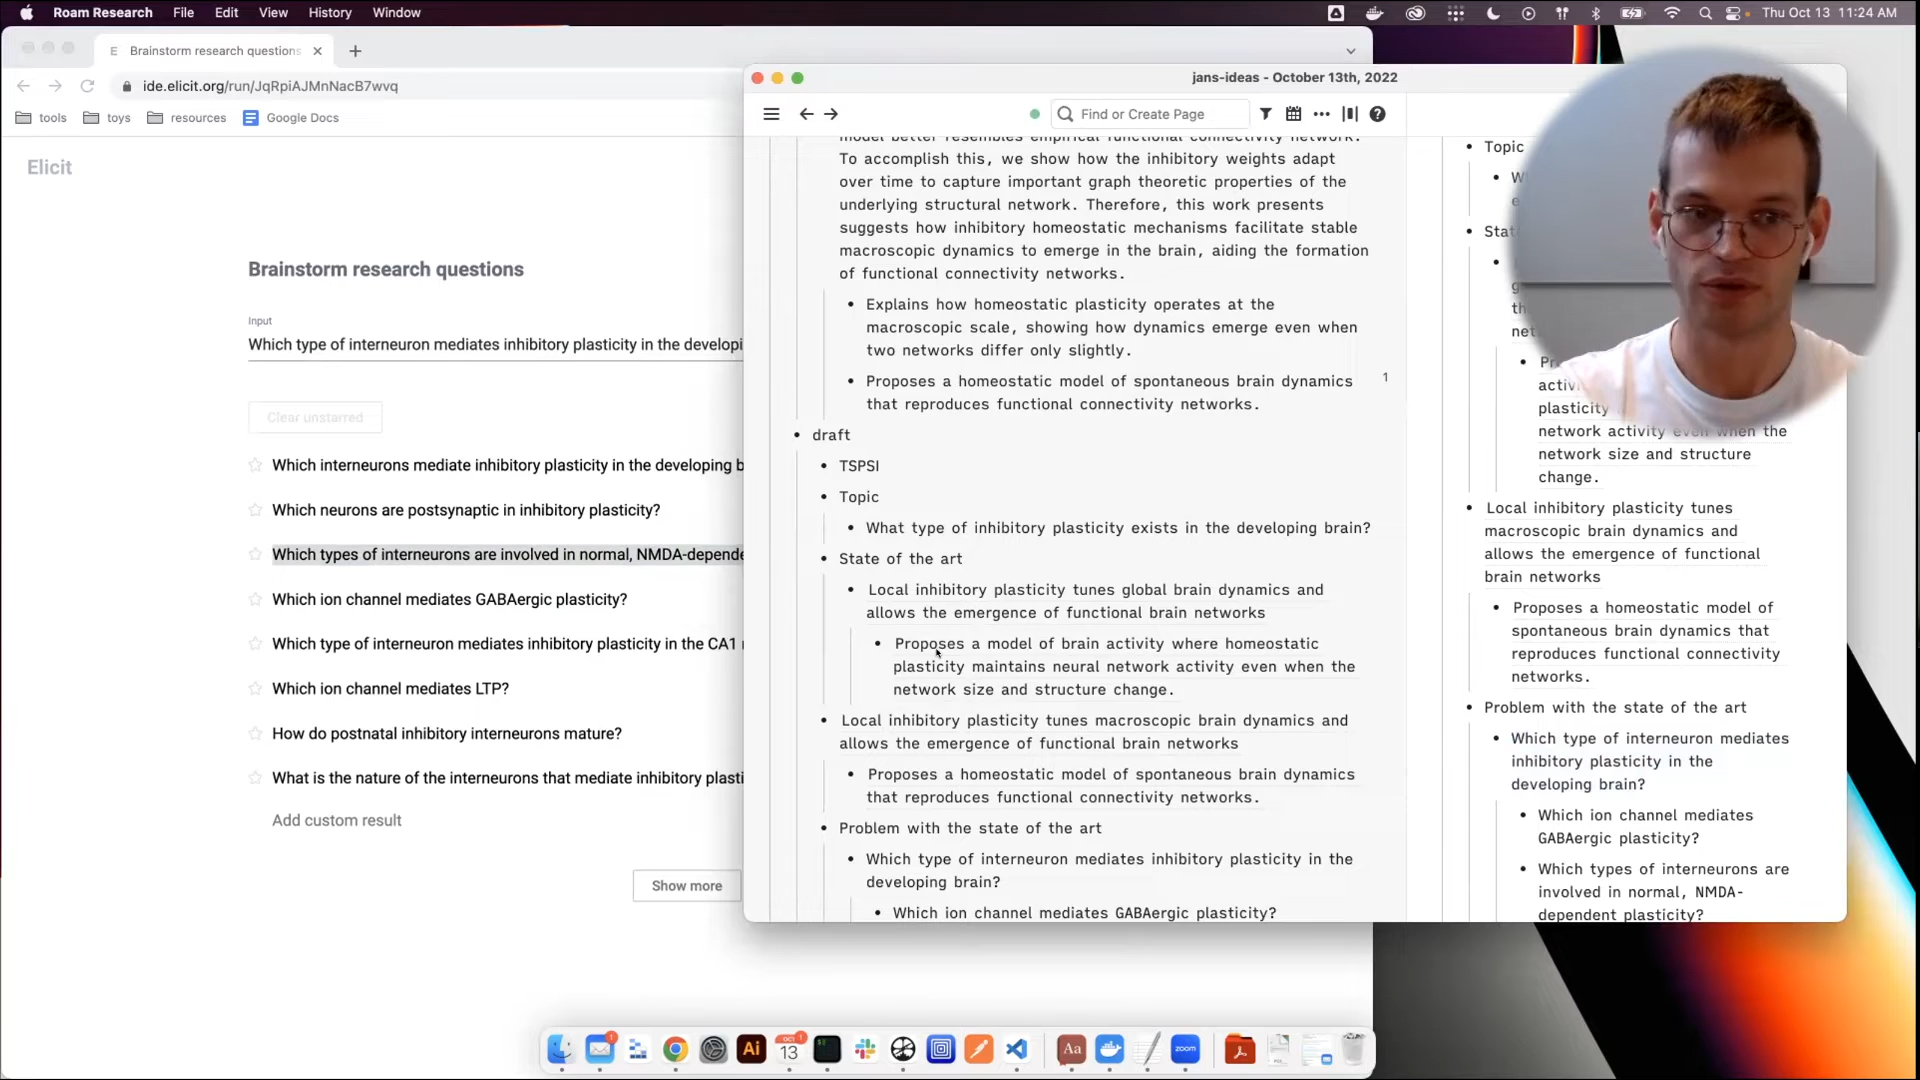 Roam Research File Edit View History Window
Thu Oct 13 11:24 AM
E Brainstorm research questions
ide.elicit.org/run/JqRpiAJMnNacB7wvq
tools toys resources Google Docs
Elicit
Brainstorm research questions
Input
Which type of interneuron mediates inhibitory plasticity in the developi
Clear unstarred
Which interneurons mediate inhibitory plasticity in the developing b
Which neurons are postsynaptic in inhibitory plasticity?
Which types of interneurons are involved in normal, NMDA-depende
Which ion channel mediates GABAergic plasticity?
Which type of interneuron mediates inhibitory plasticity in the CA1
Which ion channel mediates LTP?
How do postnatal inhibitory interneurons mature?
What is the nature of the interneurons that mediate inhibitory plasti
Add custom result
Show more
jans-ideas - October 13th, 2022
Find or Create Page
model better resembles empirical functional connectivity network.
To accomplish this, we show how the inhibitory weights adapt
over time to capture important graph theoretic properties of the
underlying structural network. Therefore, this work presents
suggests how inhibitory homeostatic mechanisms facilitate stable
macroscopic dynamics to emerge in the brain, aiding the formation
of functional connectivity networks.
Explains how homeostatic plasticity operates at the
macroscopic scale, showing how dynamics emerge even when
two networks differ only slightly.
Proposes a homeostatic model of spontaneous brain dynamics
that reproduces functional connectivity networks.
1
draft
TSPSI
Topic
What type of inhibitory plasticity exists in the developing brain?
State of the art
Local inhibitory plasticity tunes global brain dynamics and
allows the emergence of functional brain networks
Proposes a model of brain activity where homeostatic
plasticity maintains neural network activity even when the
network size and structure change.
Local inhibitory plasticity tunes macroscopic brain dynamics and
allows the emergence of functional brain networks
Proposes a homeostatic model of spontaneous brain dynamics
that reproduces functional connectivity networks.
Problem with the state of the art
Which type of interneuron mediates inhibitory plasticity in the
developing brain?
Which ion channel mediates GABAergic plasticity?
Topic
W
Stat
g
th
net
Pr
activ
plasticity
network activity even when the
network size and structure
change.
Local inhibitory plasticity tunes
macroscopic brain dynamics and
allows the emergence of functional
brain networks
Proposes a homeostatic model of
spontaneous brain dynamics that
reproduces functional connectivity
networks.
Problem with the state of the art
Which type of interneuron mediates
inhibitory plasticity in the
developing brain?
Which ion channel mediates
GABAergic plasticity?
Which types of interneurons are
involved in normal, NMDA-
dependent plasticity?
Ai
OCT
13
Aa
zoom